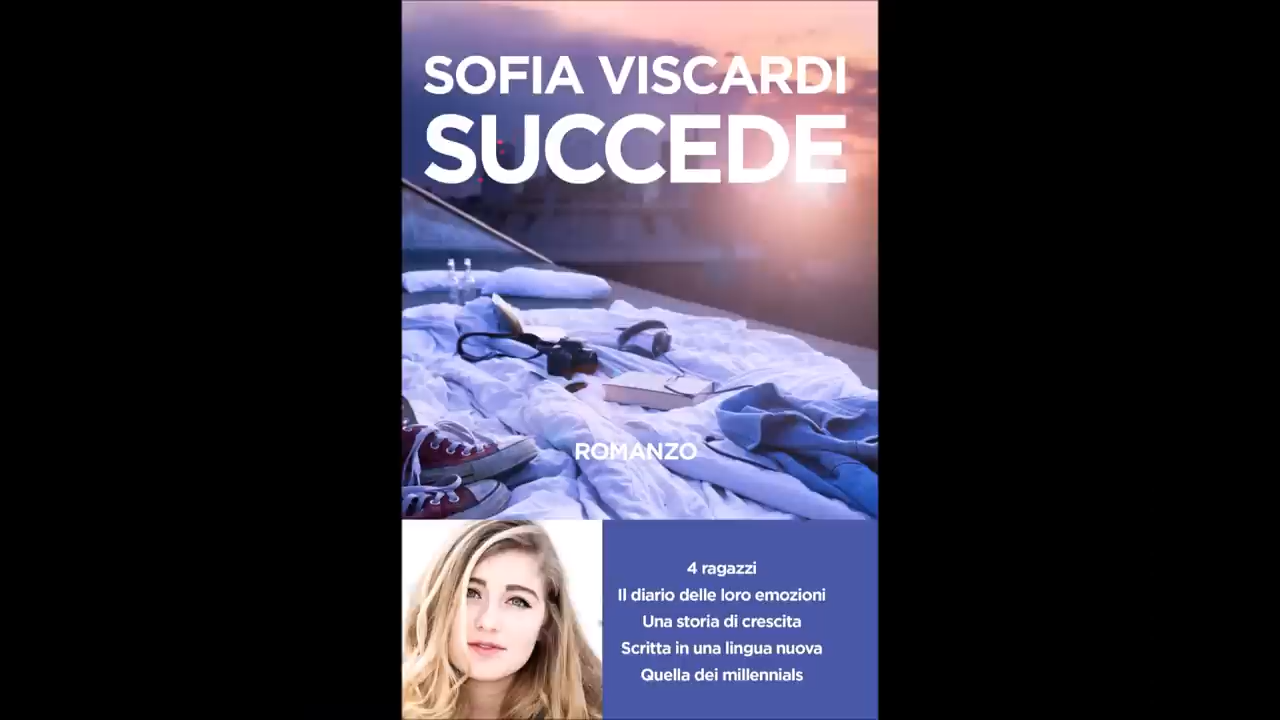 SOFIA VISCARDI
SUCCEDE
ROMANZO
4 ragazzi
Il diario delle loro emozioni
Una storia di crescita
Scritta in una lingua nuova
Quella dei millennials